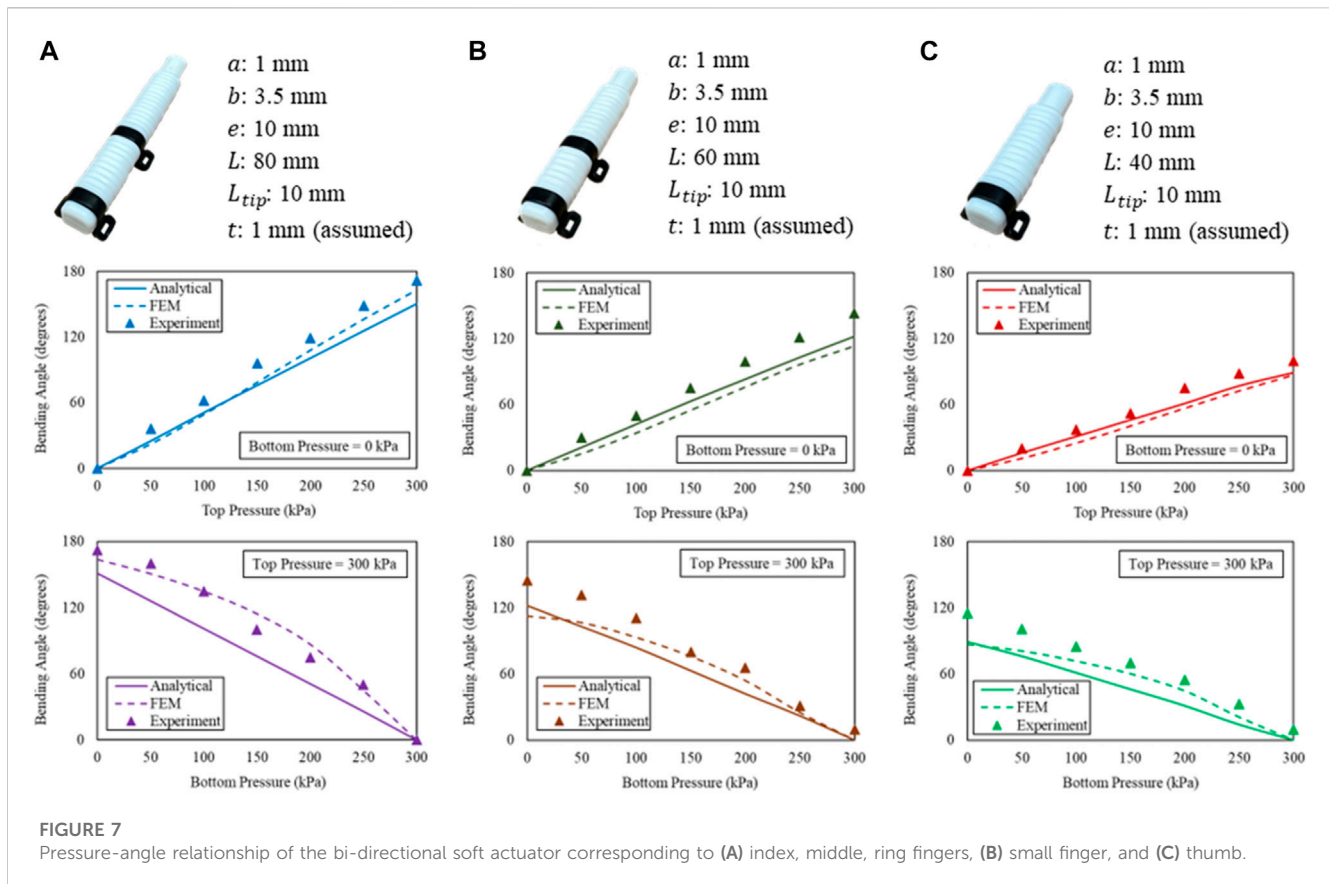 A
a: 1 mm
b: 3.5 mm
e: 10 mm
L: 80 mm
L_tip: 10 mm
t: 1 mm (assumed)
B
a: 1 mm
b: 3.5 mm
e: 10 mm
L: 60 mm
L_tip: 10 mm
t: 1 mm (assumed)
C
a: 1 mm
b: 3.5 mm
e: 10 mm
L: 40 mm
L_tip: 10 mm
t: 1 mm (assumed)
Bending Angle (degrees)
180
120
60
0
Analytical
FEM
Experiment
Bottom Pressure = 0 kPa
0 50 100 150 200 250 300
Top Pressure (kPa)
Bending Angle (degrees)
180
120
60
0
Analytical
FEM
Experiment
Bottom Pressure = 0 kPa
0 50 100 150 200 250 300
Top Pressure (kPa)
Bending Angle (degrees)
180
120
60
0
Analytical
FEM
Experiment
Bottom Pressure = 0 kPa
0 50 100 150 200 250 300
Top Pressure (kPa)
Bending Angle (degrees)
180
120
60
0
Top Pressure = 300 kPa
Analytical
FEM
Experiment
0 50 100 150 200 250 300
Bottom Pressure (kPa)
Bending Angle (degrees)
180
120
60
0
Top Pressure = 300 kPa
Analytical
FEM
Experiment
0 50 100 150 200 250 300
Bottom Pressure (kPa)
Bending Angle (degrees)
180
120
60
0
Top Pressure = 300 kPa
Analytical
FEM
Experiment
0 50 100 150 200 250 300
Bottom Pressure (kPa)
FIGURE 7
Pressure-angle relationship of the bi-directional soft actuator corresponding to (A) index, middle, ring fingers, (B) small finger, and (C) thumb.